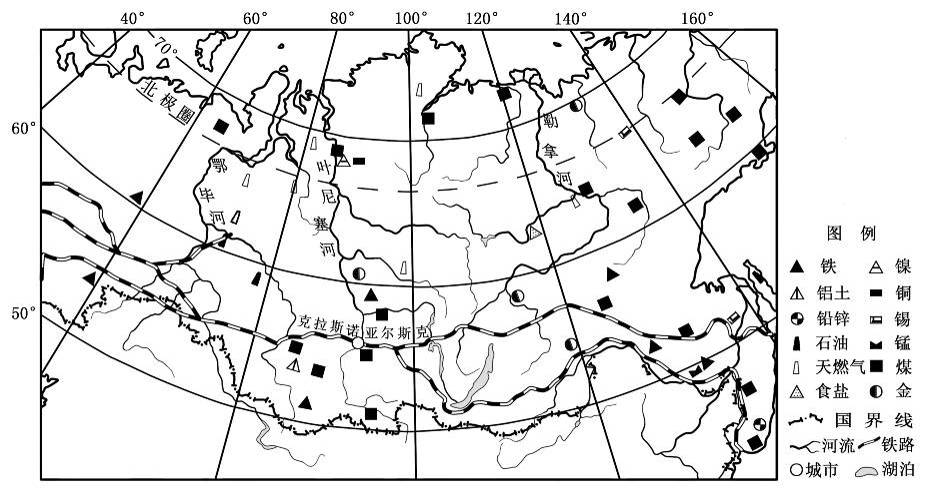 40° 60° 80° 100° 120° 140° 160°
70°
北极圈
60°
50°
鄂毕河
叶尼塞河
勒拿河
克拉斯诺亚尔斯克
图 例
铁 镍
铝土 铜
铅锌 锡
石油 锰
天燃气 煤
食盐 金
国界线
河流 铁路
城市 湖泊